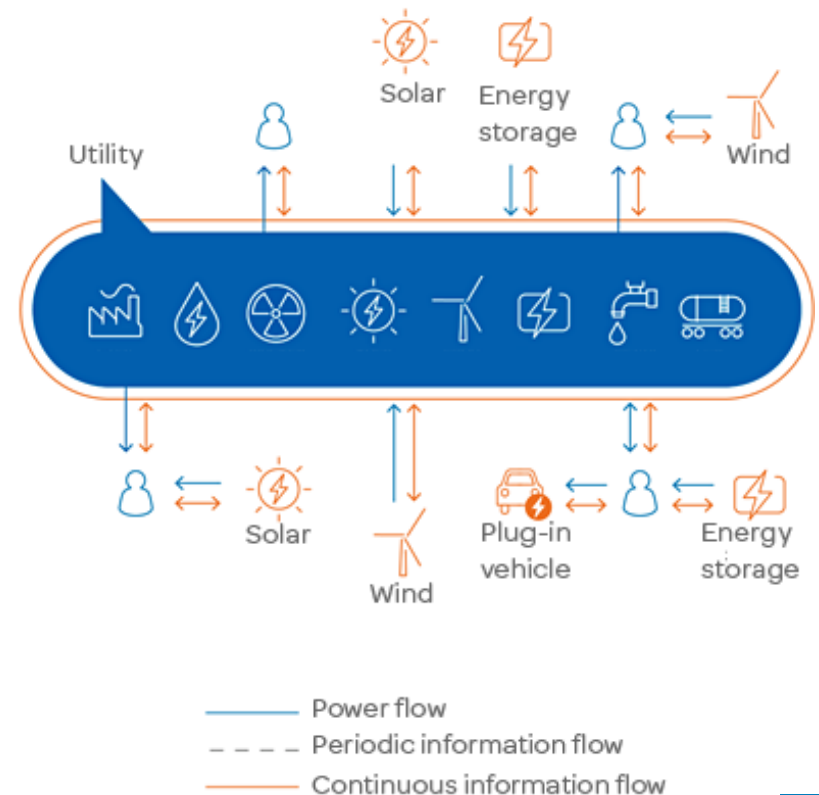 Solar
Energy
storage
Wind
Utility
Solar
Wind
Plug-in
vehicle
Energy
storage
Power flow
Periodic information flow
Continuous information flow